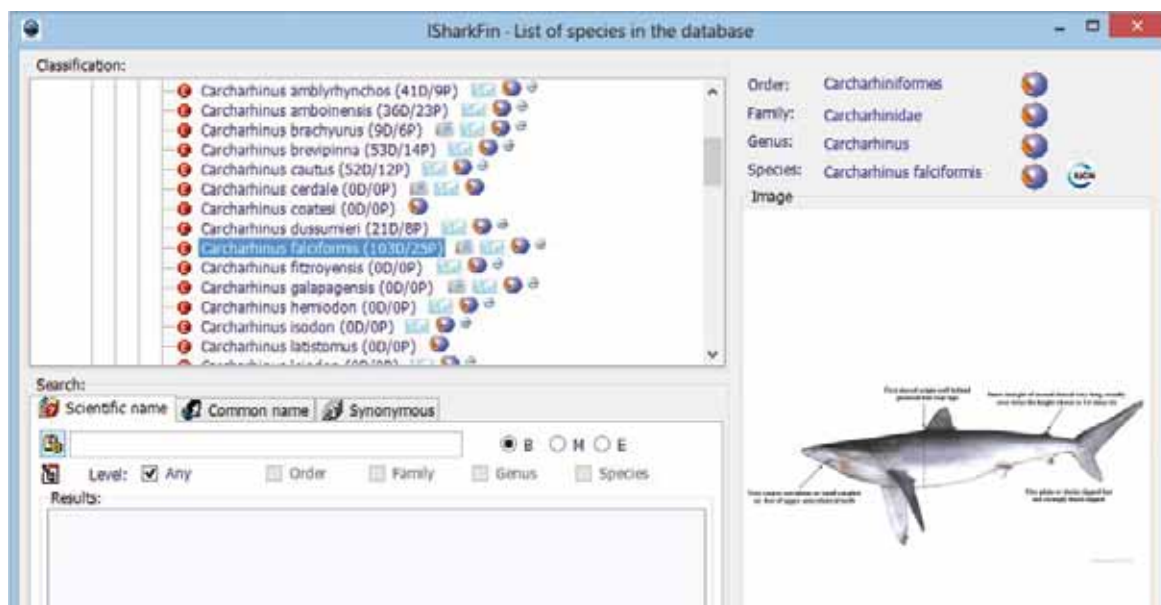 iSharkFin - List of species in the database
Classification:
Carcharhinus amblyrhynchos (41D/9P)
Carcharhinus amboinensis (36D/23P)
Carcharhinus brachyurus (9D/6P)
Carcharhinus brevipinna (53D/14P)
Carcharhinus cautus (52D/12P)
Carcharhinus cerdale (0D/0P)
Carcharhinus coatesi (0D/0P)
Carcharhinus dussumieri (21D/8P)
Carcharhinus falciformis (103D/25P)
Carcharhinus fitzroyensis (0D/0P)
Carcharhinus galapagensis (0D/0P)
Carcharhinus hemiodon (0D/0P)
Carcharhinus isodon (0D/0P)
Carcharhinus latistomus (0D/0P)
Order: Carcharhiniformes
Family: Carcharhinidae
Genus: Carcharhinus
Species: Carcharhinus falciformis
IUCN
Image
Search:
Scientific name Common name Synonymous
B M E
Level: Any Order Family Genus Species
Results: